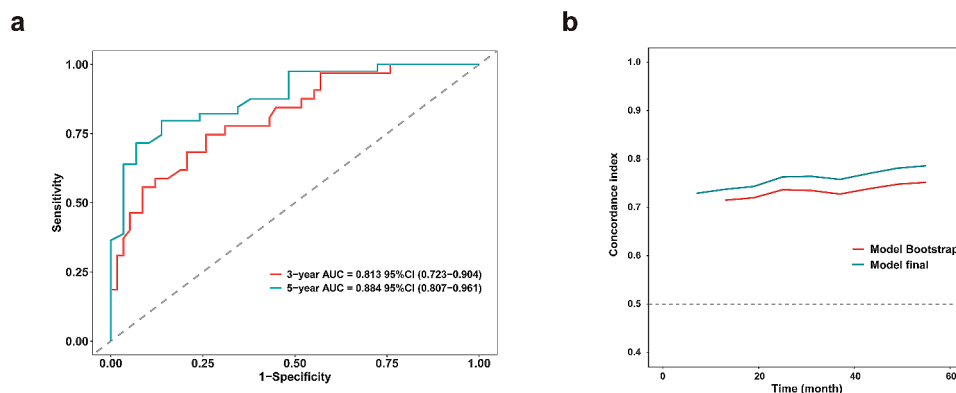 a
1.00
0.75
0.50
0.25
0.00
Sensitivity
3−year AUC = 0.813 95%CI (0.723−0.904)
5−year AUC = 0.884 95%CI (0.807−0.961)
0.00 0.25 0.50 0.75 1.00
1−Specificity
b
1.0
0.9
0.8
0.7
0.6
0.5
0.4
Concordance index
Model Bootstrap
Model final
0 20 40 60
Time (month)